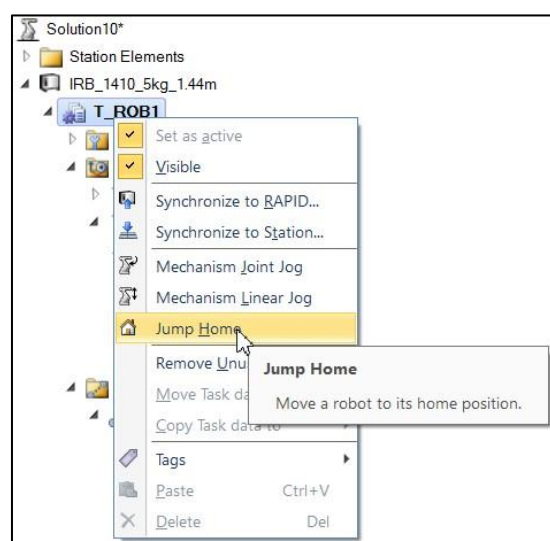 Solution10*
Station Elements
IRB_1410_5kg_1.44m
T_ROB1
Set as active
Visible
Synchronize to RAPID...
Synchronize to Station...
Mechanism Joint Jog
Mechanism Linear Jog
Jump Home
Remove Unu
Jump Home
Move a robot to its home position.
Move Task da
Copy Task data to
Tags
Paste Ctrl+V
Delete Del